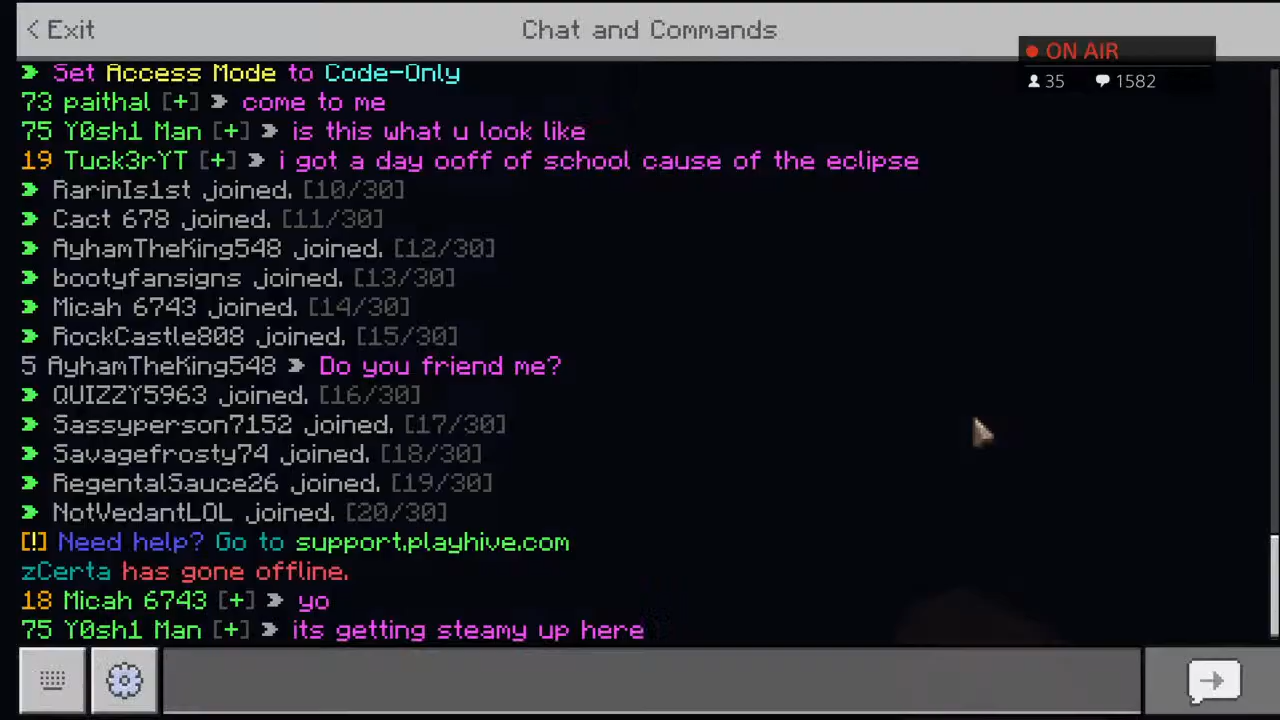 < Exit
Chat and Commands
ON AIR
35 1582
Set Access Mode to Code-Only
73 paithal [+] » come to me
75 Y0sh1 Man [+] » is this what u look like
19 Tuck3rYT [+] » i got a day ooff of school cause of the eclipse
» RarinIs1st joined. [10/30]
» Cact 678 joined. [11/30]
» AyhamTheKing548 joined. [12/30]
» bootyfansigns joined. [13/30]
» Micah 6743 joined. [14/30]
» RockCastle808 joined. [15/30]
5 AyhamTheKing548 » Do you friend me?
» QUIZZY5963 joined. [16/30]
» Sassyperson7152 joined. [17/30]
» Savagefrosty74 joined. [18/30]
» RegentalSauce26 joined. [19/30]
» NotVedantLOL joined. [20/30]
[!] Need help? Go to support.playhive.com
zCerta has gone offline.
18 Micah 6743 [+] » yo
75 Y0sh1 Man [+] » its getting steamy up here